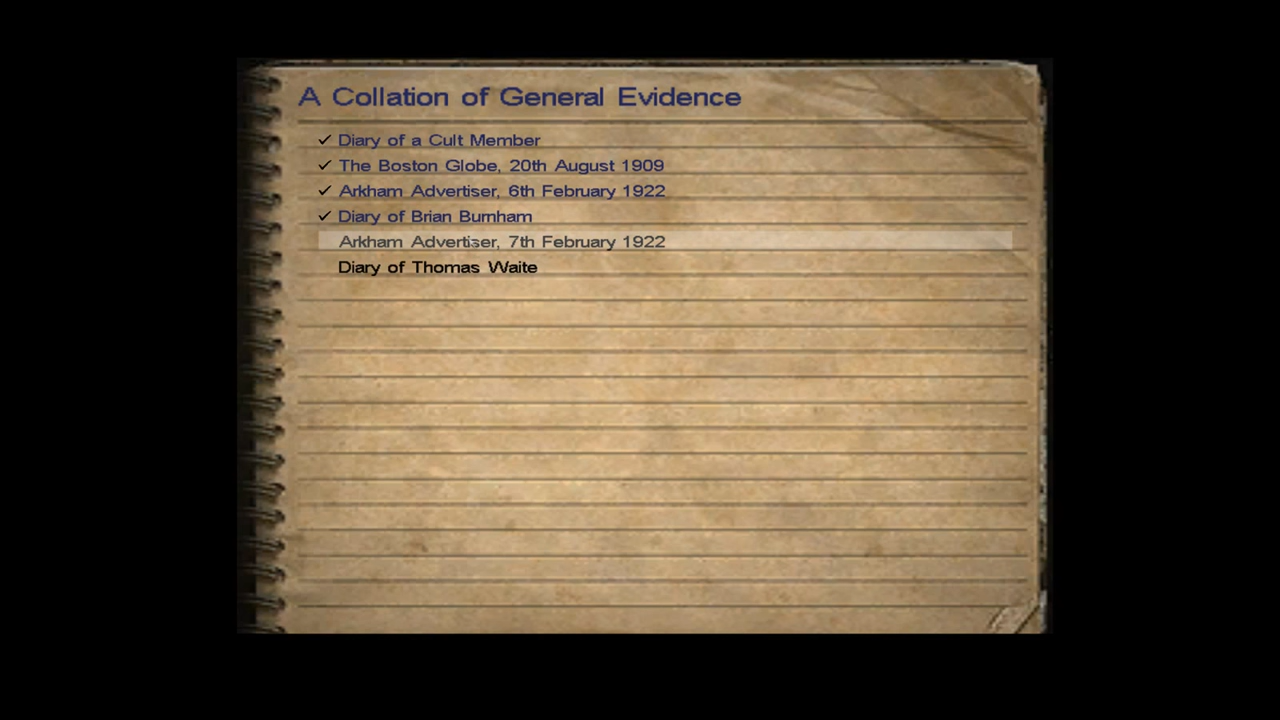 A Collation of General Evidence
✓ Diary of a Cult Member
✓ The Boston Globe, 20th August 1909
✓ Arkham Advertiser, 6th February 1922
✓ Diary of Brian Burnham
Arkham Advertiser, 7th February 1922
Diary of Thomas Waite